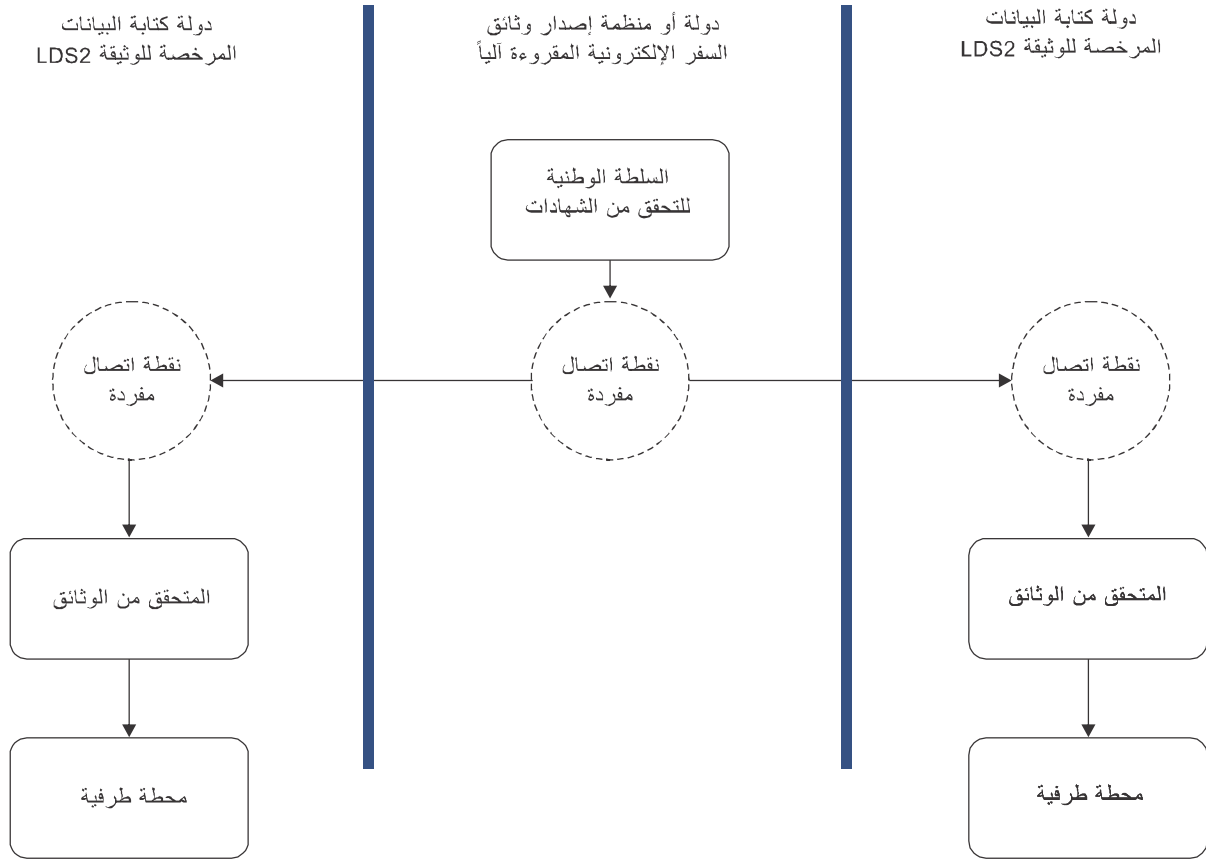 دولة كتابة البيانات
المرخصة للوثيقة LDS2
دولة أو منظمة إصدار وثائق
السفر الإلكترونية المقروءة آلياً
دولة كتابة البيانات
المرخصة للوثيقة LDS2
السلطة الوطنية
للتحقق من الشهادات
نقطة اتصال
مفردة
نقطة اتصال
مفردة
نقطة اتصال
مفردة
المتحقق من الوثائق
المتحقق من الوثائق
محطة طرفية
محطة طرفية